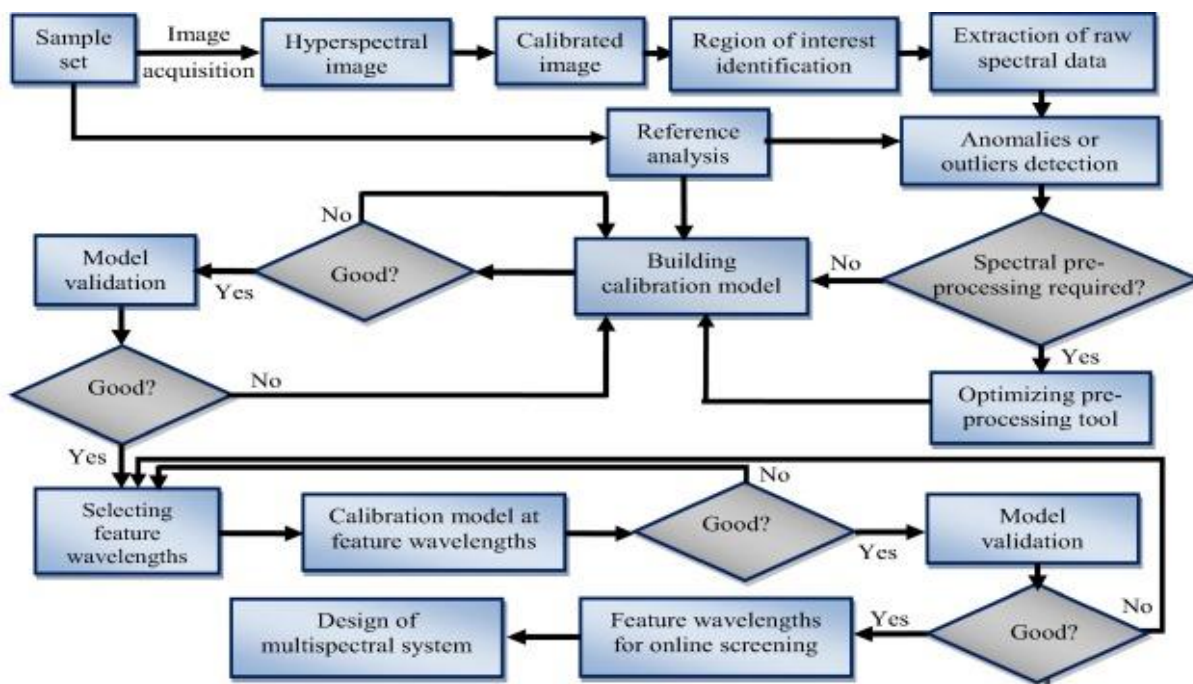 Sample
set
Image
acquisition
Hyperspectral
image
Calibrated
image
Region of interest
identification
Extraction of raw
spectral data
Reference
analysis
Anomalies or
outliers detection
No
Model
validation
Yes
Good?
Building
calibration model
No
Spectral pre-
processing required?
Yes
Good?
No
Optimizing pre-
processing tool
Yes
No
Selecting
feature
wavelengths
Calibration model at
feature wavelengths
Good?
Yes
Model
validation
Design of
multispectral system
Feature wavelengths
for online screening
Yes
Good?
No